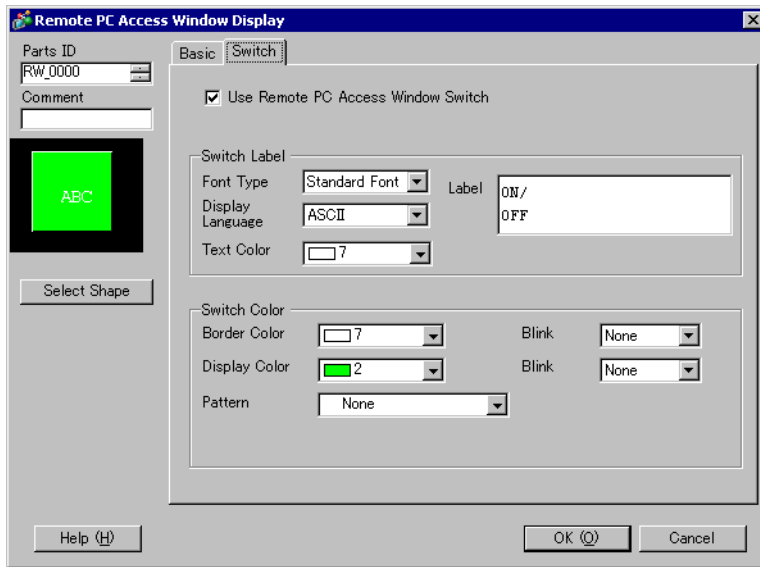 Remote PC Access Window Display
Parts ID
RW_0000
Comment
ABC
Select Shape
Basic
Switch
Use Remote PC Access Window Switch
Switch Label
Font Type
Standard Font
Label
ON/
OFF
Display
Language
ASCII
Text Color
7
Switch Color
Border Color
7
Blink
None
Display Color
2
Blink
None
Pattern
None
Help (H)
OK (O)
Cancel